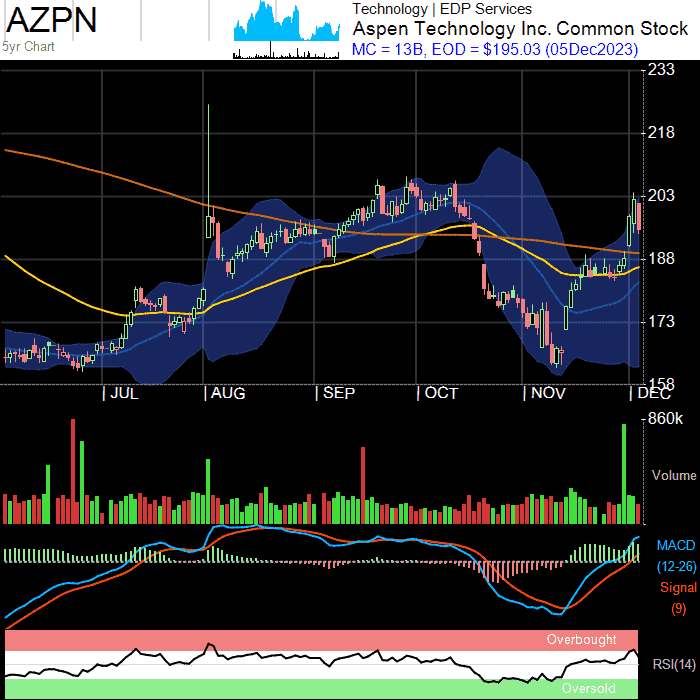 AZPN
5yr Chart
Technology | EDP Services
Aspen Technology Inc. Common Stock
MC = 13B, EOD = $195.03 (05Dec2023)
233
218
203
188
173
158
| JUL | AUG | SEP | OCT | NOV | DEC
860k
Volume
MACD
(12-26)
Signal
(9)
Overbought
RSI(14)
Oversold